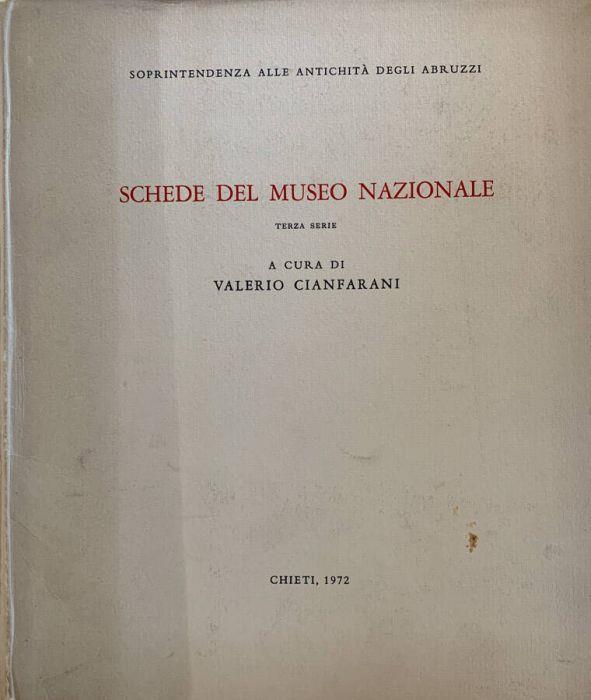 SOPRINTENDENZA ALLE ANTICHITÀ DEGLI ABRUZZI
SCHEDE DEL MUSEO NAZIONALE
TERZA SERIE
A CURA DI
VALERIO CIANFARANI
CHIETI, 1972